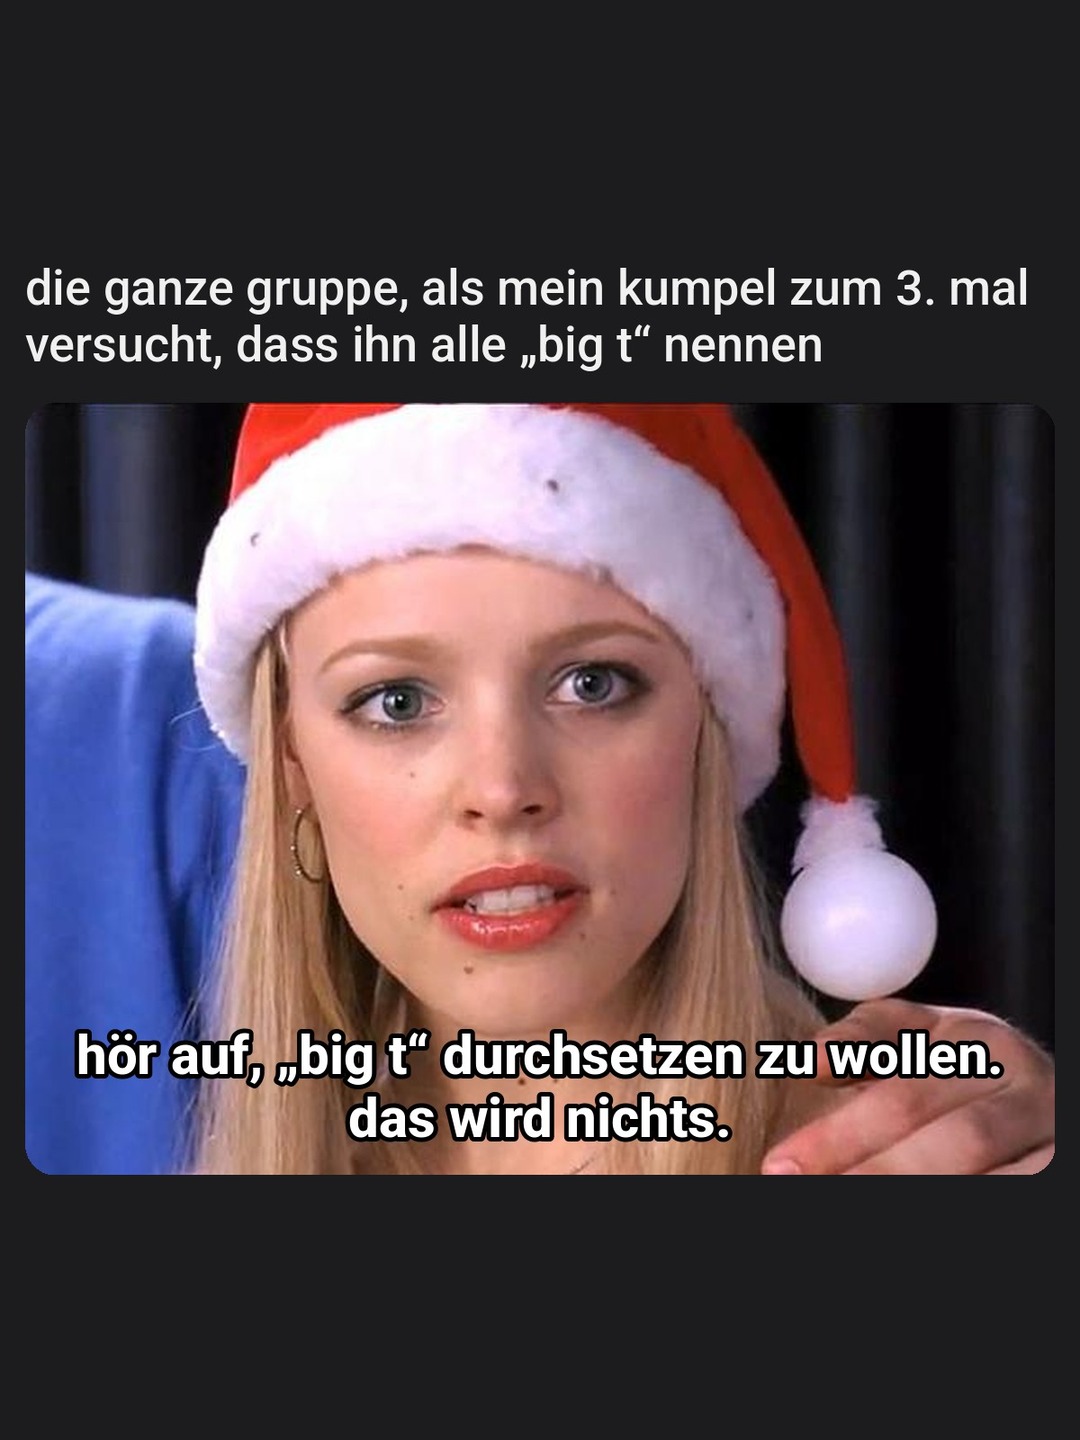 die ganze gruppe, als mein kumpel zum 3. mal
versucht, dass ihn alle „big t“ nennen
hör auf, „big t“ durchsetzen zu wollen.
das wird nichts.